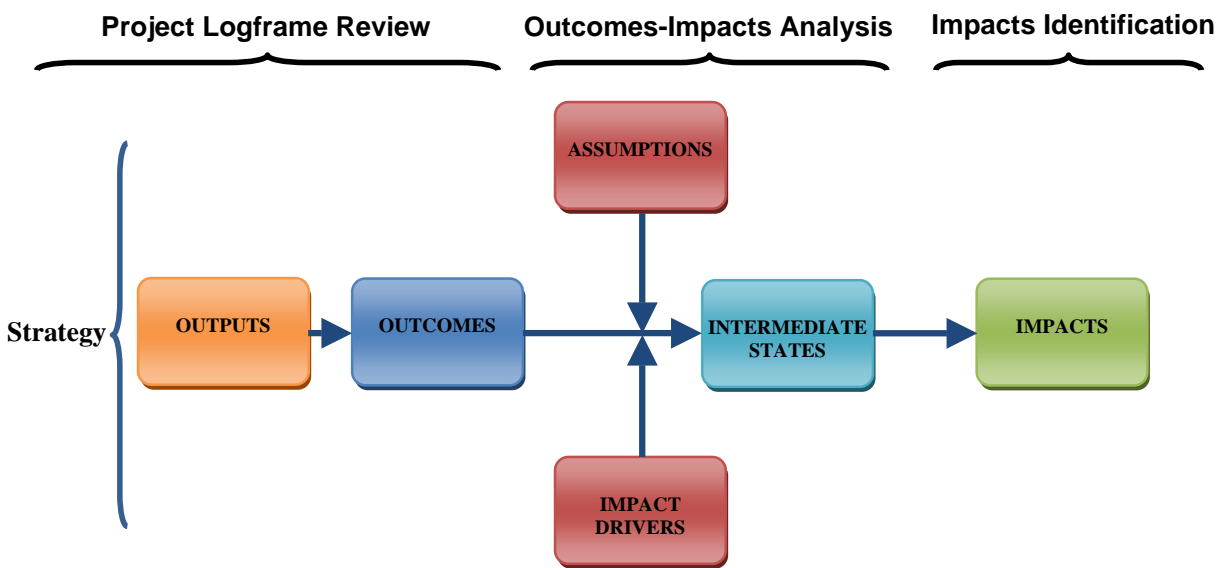 Project Logframe Review
Outcomes-Impacts Analysis
Impacts Identification
ASSUMPTIONS
Strategy
OUTPUTS
OUTCOMES
INTERMEDIATE
STATES
IMPACTS
IMPACT
DRIVERS